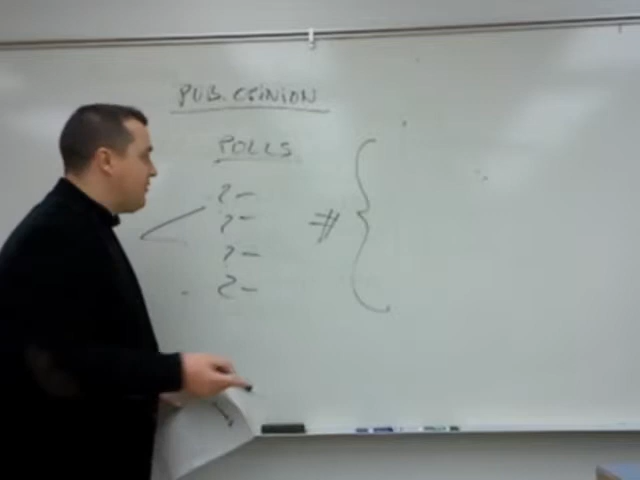 PUB. OPINION
POLLS
? -
? - ≠ {
? -
? -